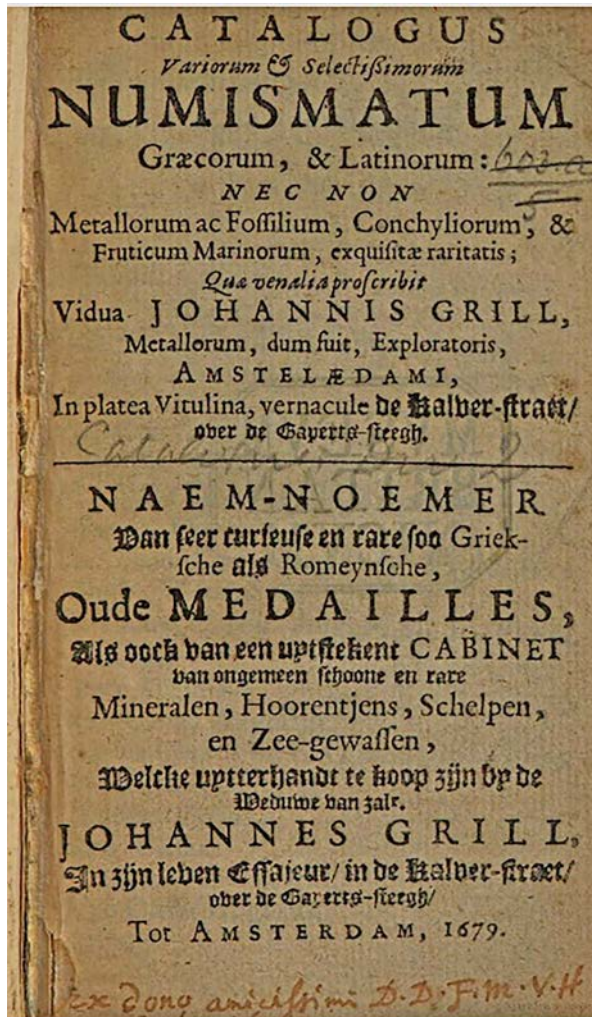 CATALOGUS
Variorum & Selectißimorum
NUMISMATUM
Græcorum, & Latinorum: 603.a
NEC NON
Metallorum ac Fossilium, Conchyliorum, &
Fruticum Marinorum, exquisitæ raritatis;
Quæ venalia proscribit
Vidua JOHANNIS GRILL,
Metallorum, dum fuit, Exploratoris,
AMSTELÆDAMI,
In platea Vitulina, vernacule de Kalver-straet/
over de Gaperts-steegh.
NAEM-NOEMER
Van seer curieuse en rare soo Griek-
sche als Romeynsche,
Oude MEDAILLES,
Als oock van een uytstekent CABINET
van ongemeen schoone en rare
Mineralen, Hoorentjens, Schelpen,
en Zee-gewassen,
Welcke uytterhandt te koop zijn by de
Weduwe van zalr.
JOHANNES GRILL,
In zijn leven Essajeur/ in de Kalver-straet/
over de Gaperts-steegh/
Tot AMSTERDAM, 1679.
Ex dono amicissimi D.D.F.M.V.H